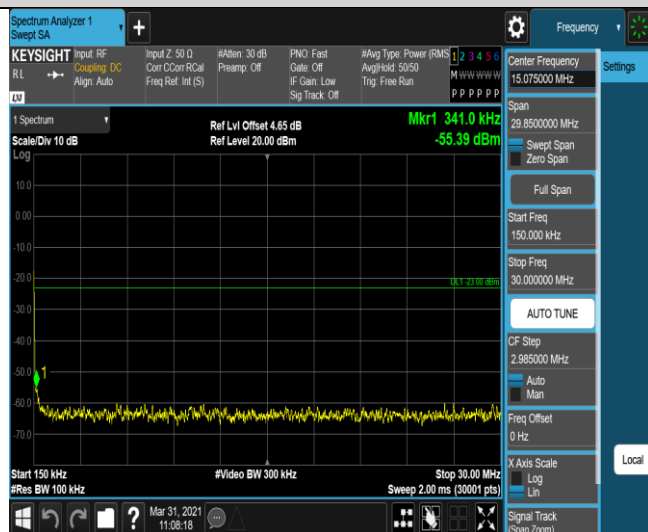 Spectrum Analyzer 1
Swept SA
+
Frequency
KEYSIGHT
RL
LXI
Input: RF
Coupling: DC
Align: Auto
Input Z: 50 Ω
Corr CCorr RCal
Freq Ref: Int (S)
#Atten: 30 dB
Preamp: Off
PNO: Fast
Gate: Off
IF Gain: Low
Sig Track: Off
#Avg Type: Power (RMS
Avg|Hold: 50/50
Trig: Free Run
1 2 3 4 5 6
M W W W W W
P P P P P P
1 Spectrum
Scale/Div 10 dB
Log
Ref Lvl Offset 4.65 dB
Ref Level 20.00 dBm
Mkr1 341.0 kHz
-55.39 dBm
10.0
0.00
-10.0
-20.0
DL1 -23.00 dBm
-30.0
-40.0
-50.0
1
-60.0
-70.0
Start 150 kHz
#Res BW 100 kHz
#Video BW 300 kHz
Stop 30.00 MHz
Sweep 2.00 ms (30001 pts)
?
Mar 31, 2021
11:08:18
Center Frequency
15.075000 MHz
Span
29.8500000 MHz
Swept Span
Zero Span
Full Span
Start Freq
150.000 kHz
Stop Freq
30.000000 MHz
AUTO TUNE
CF Step
2.985000 MHz
Auto
Man
Freq Offset
0 Hz
X Axis Scale
Log
Lin
Signal Track
(Span Zoom)
Settings
Local